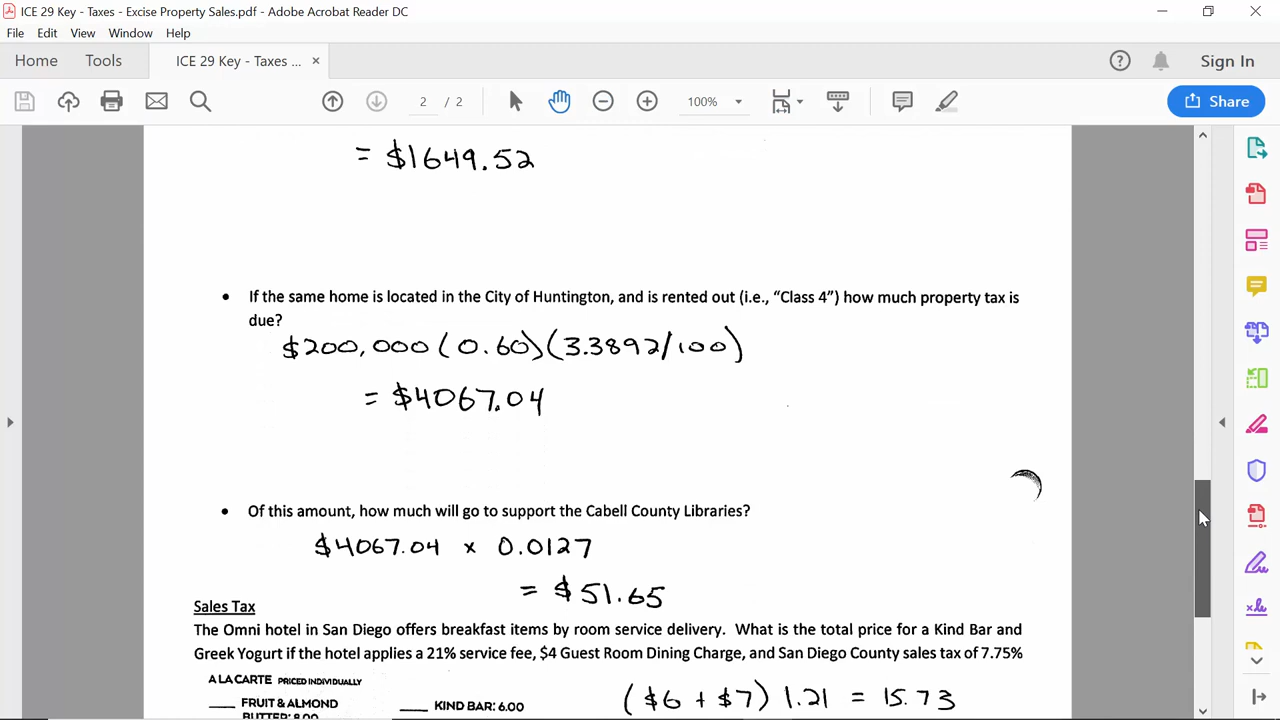 ICE 29 Key - Taxes - Excise Property Sales.pdf - Adobe Acrobat Reader DC
File Edit View Window Help
Home Tools ICE 29 Key - Taxes ... × Sign In
2 / 2 100% Share
= $1649.52
• If the same home is located in the City of Huntington, and is rented out (i.e., “Class 4”) how much property tax is
due?
$200,000 (0.60)(3.3892/100)
= $4067.04
• Of this amount, how much will go to support the Cabell County Libraries?
$4067.04 x 0.0127
= $51.65
Sales Tax
The Omni hotel in San Diego offers breakfast items by room service delivery. What is the total price for a Kind Bar and
Greek Yogurt if the hotel applies a 21% service fee, $4 Guest Room Dining Charge, and San Diego County sales tax of 7.75%
A LA CARTE PRICED INDIVIDUALLY
($6 + $7) 1.21 = 15.73
____ FRUIT & ALMOND ____ KIND BAR: 6.00
BUTTER: 8.00